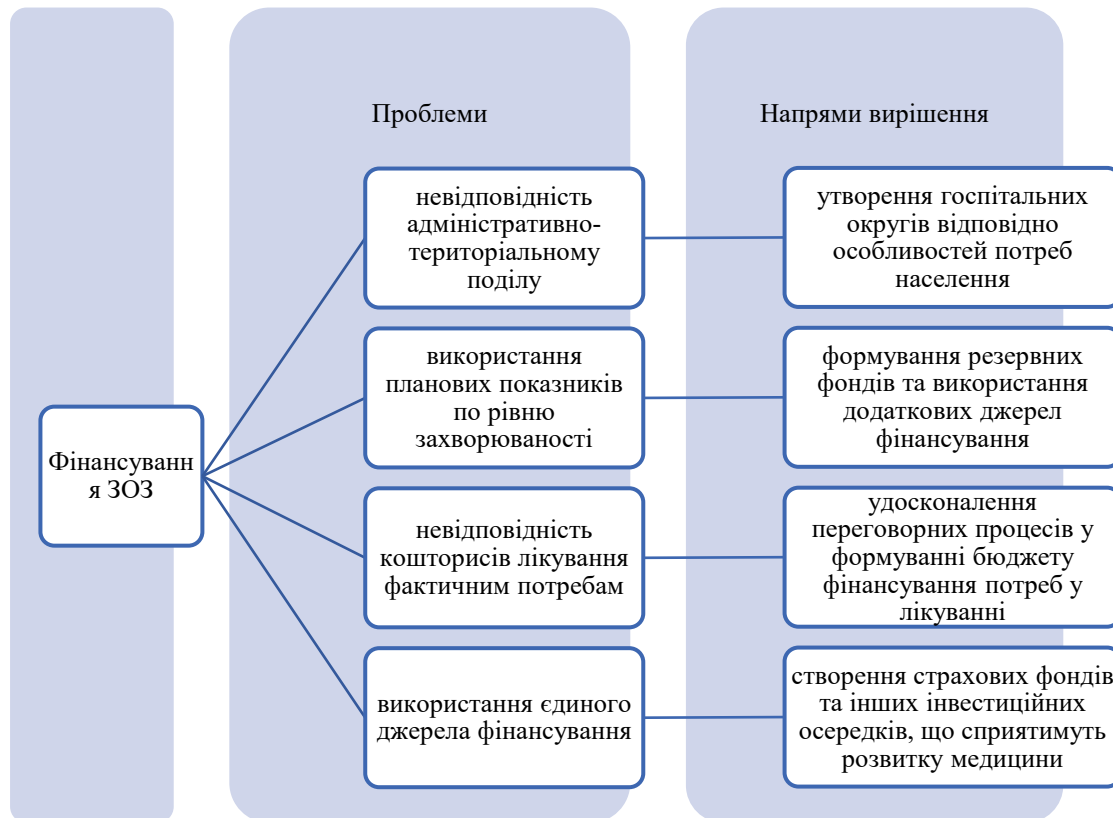 Проблеми
Напрями вирішення
Фінансуванн
я ЗОЗ
невідповідність
адміністративно-
територіальному
поділу
утворення госпітальних
округів відповідно
особливостей потреб
населення
використання
планових показників
по рівню
захворюваності
формування резервних
фондів та використання
додаткових джерел
фінансування
невідповідність
кошторисів лікування
фактичним потребам
удосконалення
переговорних процесів у
формуванні бюджету
фінансування потреб у
лікуванні
використання єдиного
джерела фінансування
створення страхових фондів
та інших інвестиційних
осередків, що сприятимуть
розвитку медицини